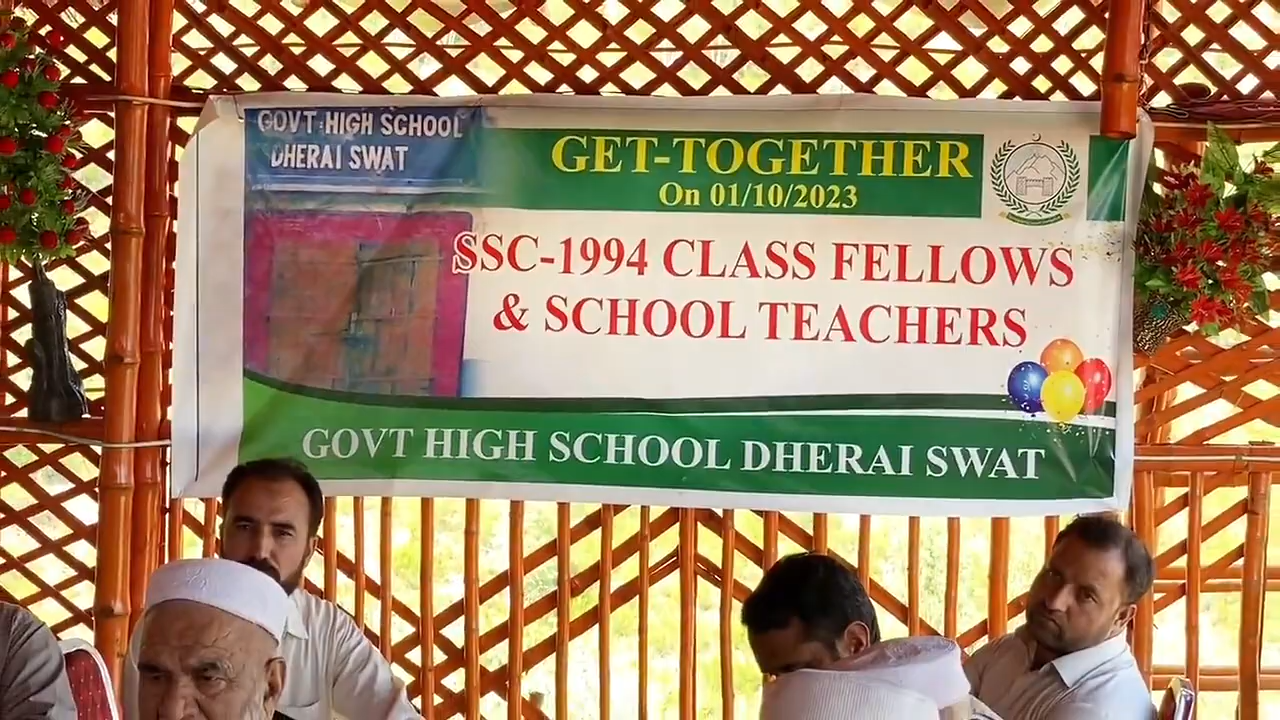 GOVT HIGH SCHOOL
DHERAI SWAT
GET-TOGETHER
On 01/10/2023
SSC-1994 CLASS FELLOWS
& SCHOOL TEACHERS
GOVT HIGH SCHOOL DHERAI SWAT